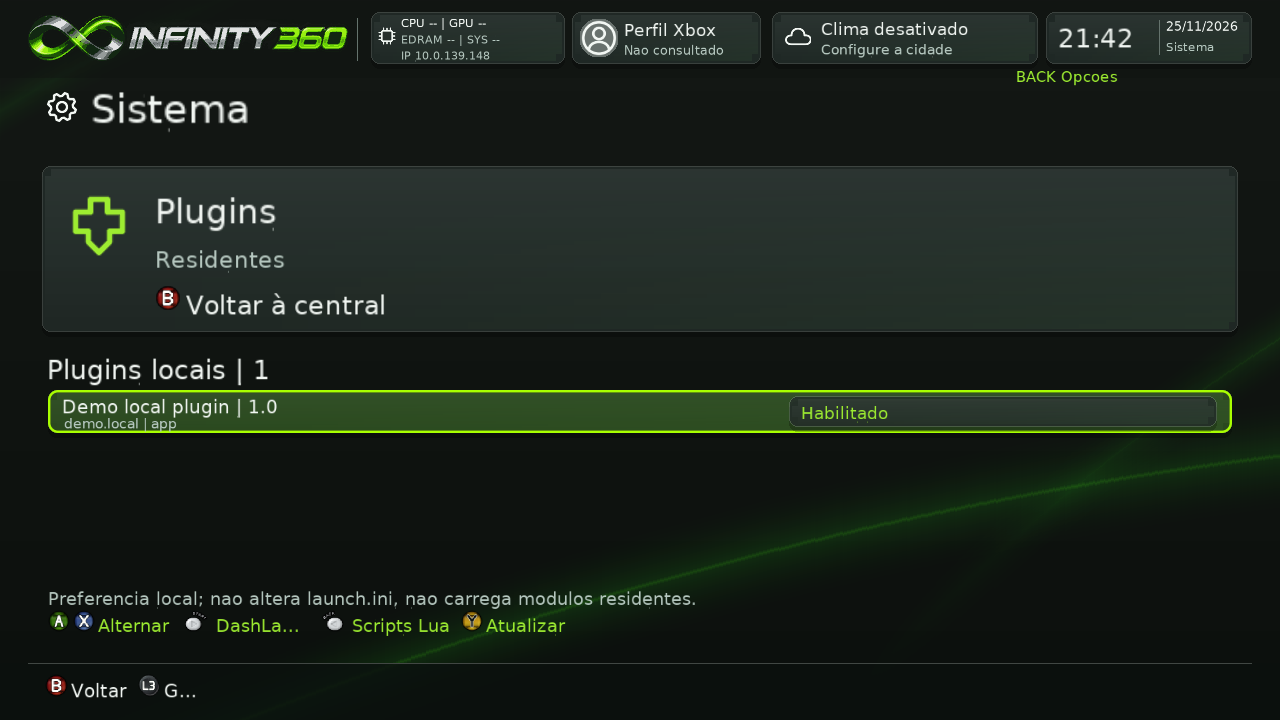 INFINITY 360
CPU -- | GPU --
EDRAM -- | SYS --
IP 10.0.139.148
Perfil Xbox
Nao consultado
Clima desativado
Configure a cidade
21:42
25/11/2026
Sistema
BACK Opcoes
Sistema
Plugins
Residentes
B Voltar à central
Plugins locais | 1
Demo local plugin | 1.0
demo.local | app
Habilitado
Preferencia local; nao altera launch.ini, nao carrega modulos residentes.
A X Alternar DashLa... Scripts Lua Y Atualizar
B Voltar L3 G...